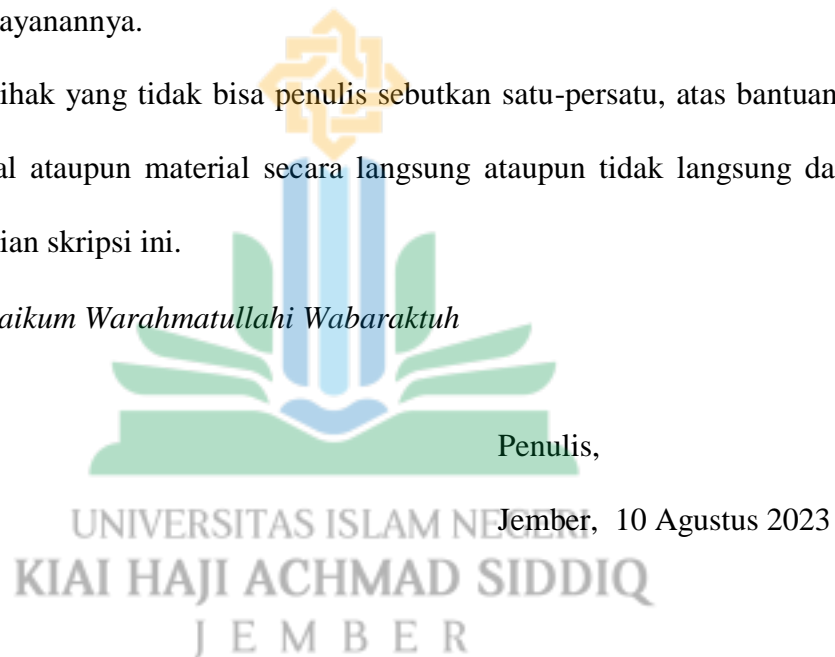 ayanannya.
ihak yang tidak bisa penulis sebutkan satu-persatu, atas bantuan
al ataupun material secara langsung ataupun tidak langsung da
ian skripsi ini.
aikum Warahmatullahi Wabaraktuh
Penulis,
Jember, 10 Agustus 2023
UNIVERSITAS ISLAM NEGERI
KIAI HAJI ACHMAD SIDDIQ
JEMBER